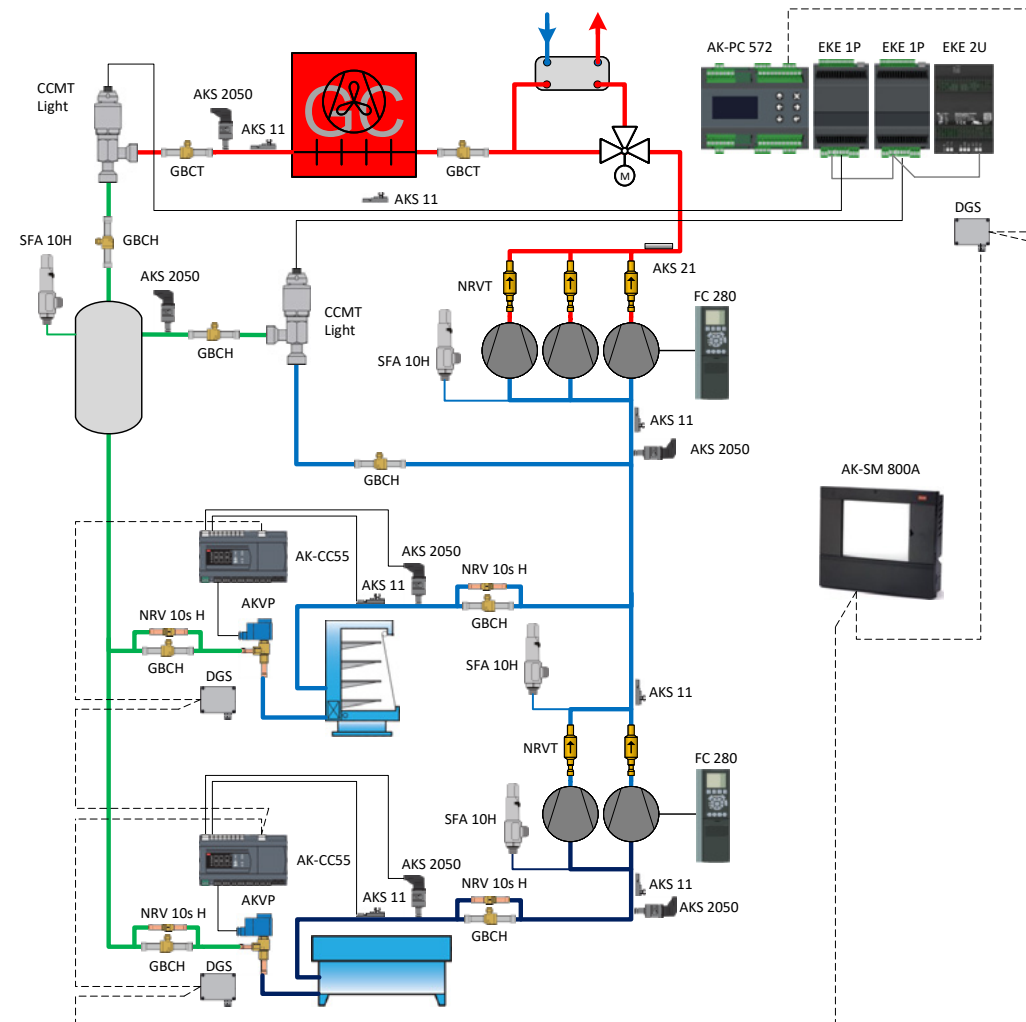 AK-PC 572
EKE 1P
EKE 1P
EKE 2U
CCMT
Light
AKS 2050
AKS 11
GC
GBCT
GBCT
M
AKS 11
DGS
SFA 10H
GBCH
AKS 2050
AKS 21
NRVT
CCMT
Light
FC 280
GBCH
SFA 10H
AKS 11
AKS 2050
GBCH
AK-SM 800A
AK-CC55
AKS 2050
NRV 10s H
AKS 11
AKVP
GBCH
NRV 10s H
GBCH
SFA 10H
DGS
AKS 11
NRVT
FC 280
SFA 10H
AK-CC55
AKS 2050
NRV 10s H
AKS 11
AKS 11
AKVP
AKS 2050
NRV 10s H
GBCH
GBCH
DGS